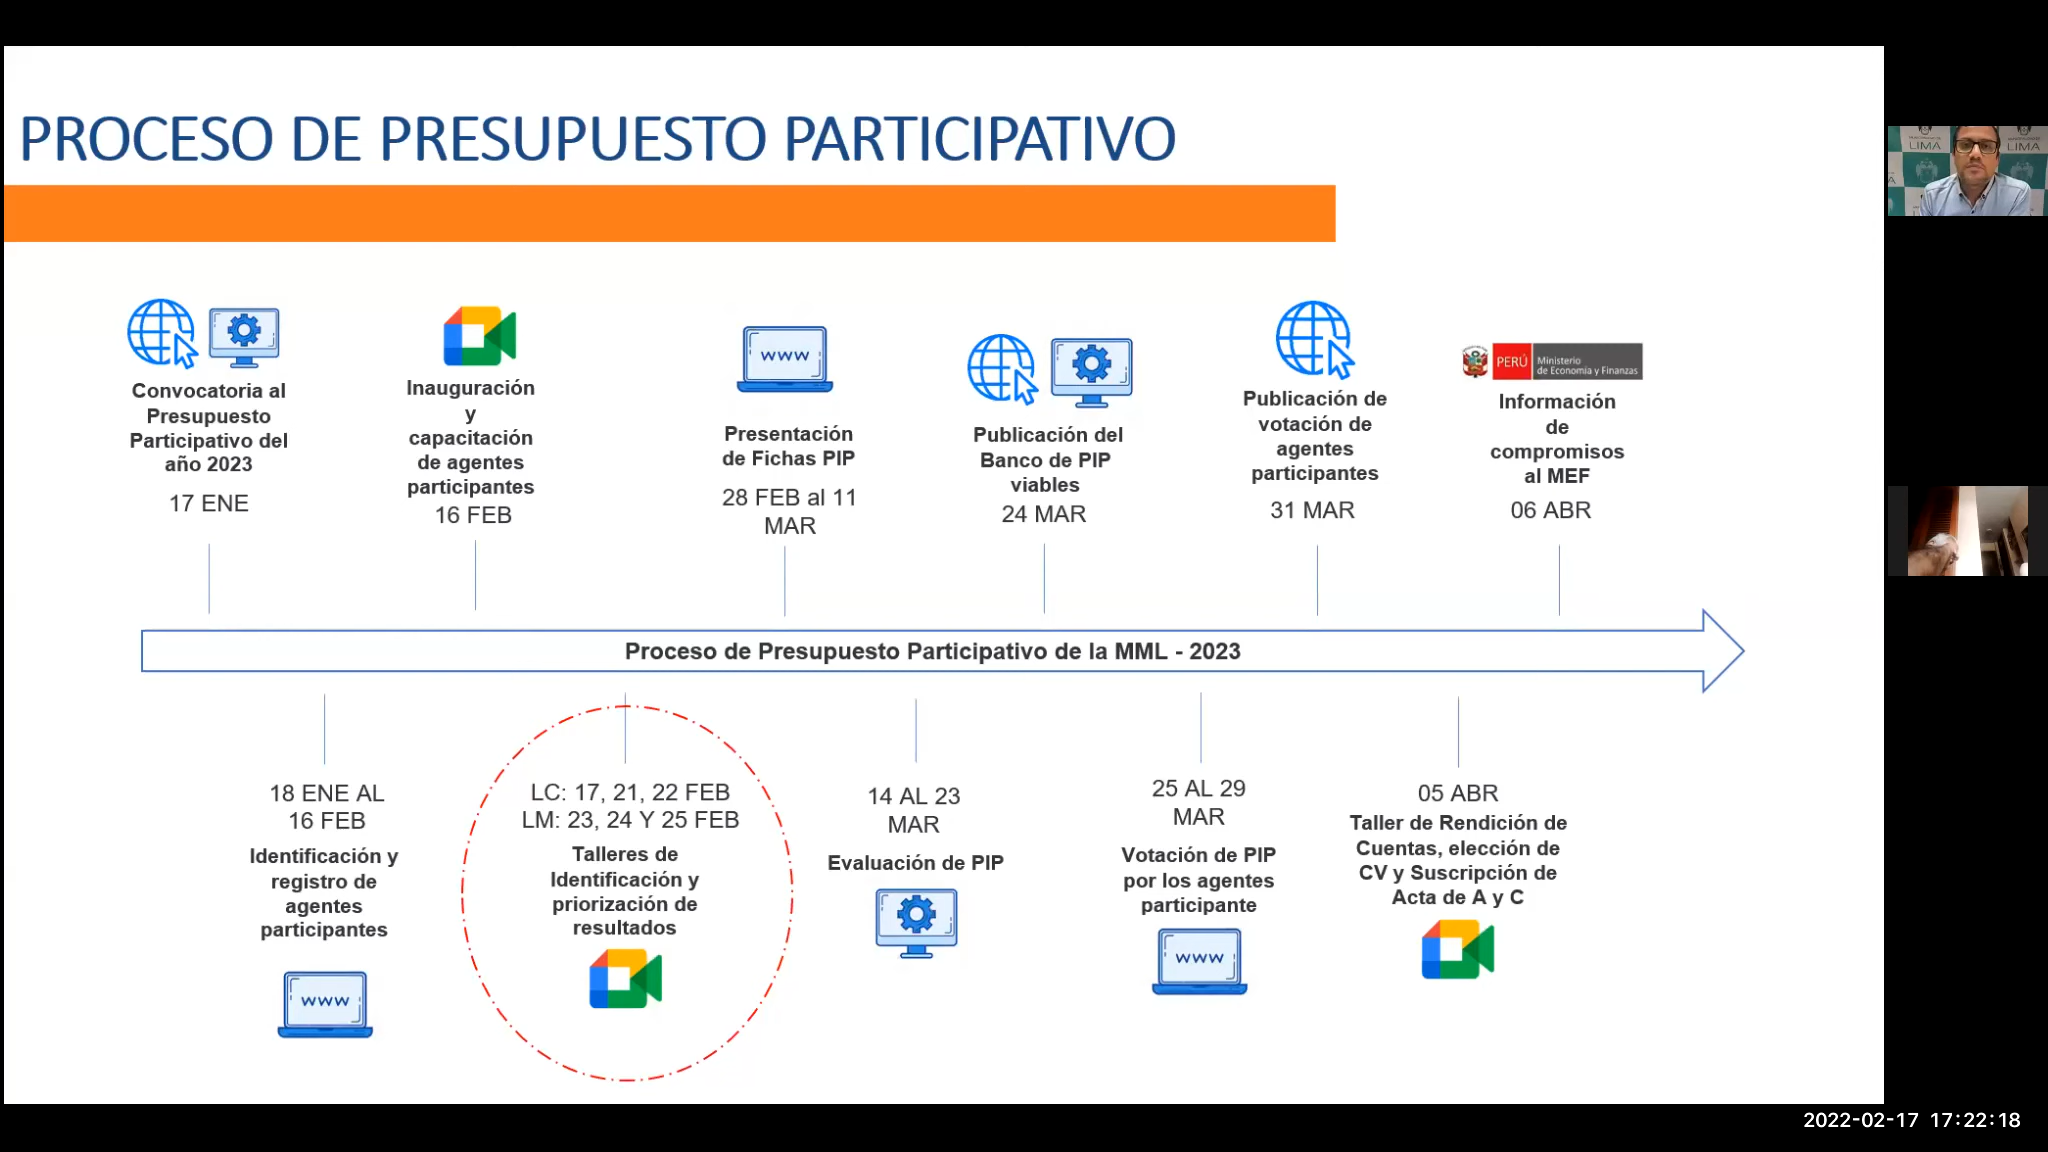 PROCESO DE PRESUPUESTO PARTICIPATIVO
LIMA
LIMA
Convocatoria al
Presupuesto
Participativo del
año 2023
17 ENE
Inauguración
y
capacitación
de agentes
participantes
16 FEB
www
Presentación
de Fichas PIP
28 FEB al 11
MAR
Publicación del
Banco de PIP
viables
24 MAR
Publicación de
votación de
agentes
participantes
31 MAR
PERÚ
Ministerio
de Economía y Finanzas
Información
de
compromisos
al MEF
06 ABR
Proceso de Presupuesto Participativo de la MML - 2023
18 ENE AL
16 FEB
Identificación y
registro de
agentes
participantes
www
LC: 17, 21, 22 FEB
LM: 23, 24 Y 25 FEB
Talleres de
Identificación y
priorización de
resultados
14 AL 23
MAR
Evaluación de PIP
25 AL 29
MAR
Votación de PIP
por los agentes
participante
www
05 ABR
Taller de Rendición de
Cuentas, elección de
CV y Suscripción de
Acta de A y C
2022-02-17 17:22:18